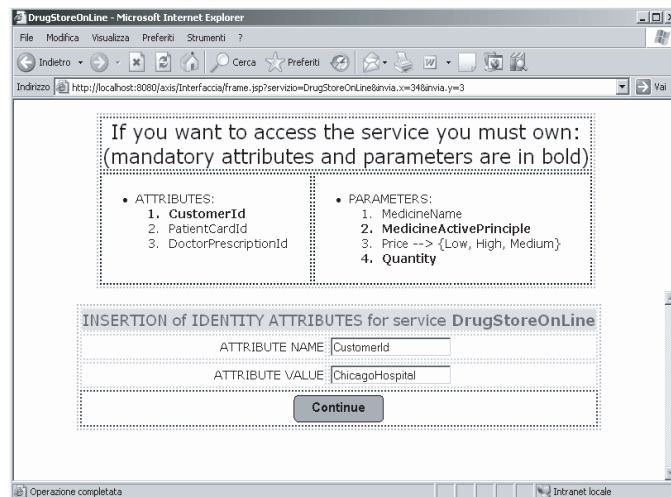 DrugStoreOnLine - Microsoft Internet Explorer
File Modifica Visualizza Preferiti Strumenti ?
Indietro Cerca Preferiti
Indirizzo http://localhost:8080/axis/Interfaccia/frame.jsp?servizio=DrugStoreOnLine&invia.x=34&invia.y=3 Vai
If you want to access the service you must own:
(mandatory attributes and parameters are in bold)
• ATTRIBUTES:
1. CustomerId
2. PatientCardId
3. DoctorPrescriptionId
• PARAMETERS:
1. MedicineName
2. MedicineActivePrinciple
3. Price --> {Low, High, Medium}
4. Quantity
INSERTION of IDENTITY ATTRIBUTES for service DrugStoreOnLine
ATTRIBUTE NAME CustomerId
ATTRIBUTE VALUE ChicagoHospital
Continue
Operazione completata Intranet locale